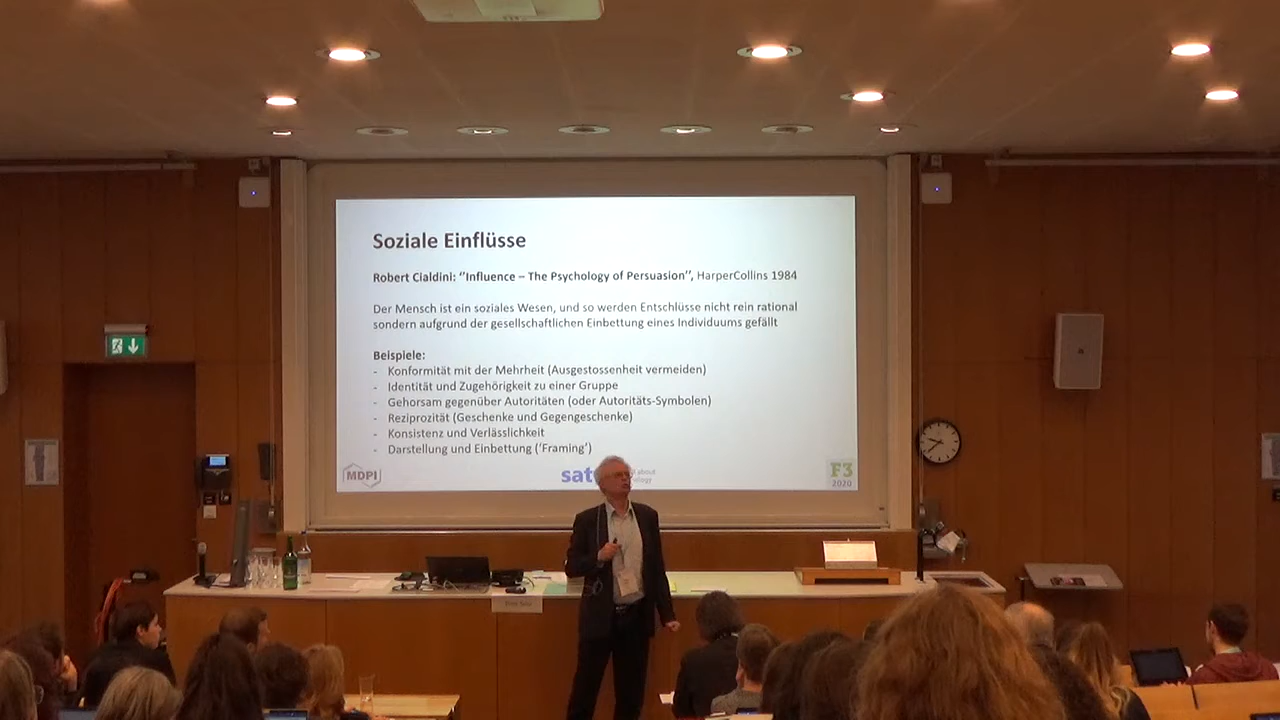 Soziale Einflüsse
Robert Cialdini: ‘’Influence – The Psychology of Persuasion’’, HarperCollins 1984
Der Mensch ist ein soziales Wesen, und so werden Entschlüsse nicht rein rational
sondern aufgrund der gesellschaftlichen Einbettung eines Individuums gefällt
Beispiele:
- Konformität mit der Mehrheit (Ausgestossenheit vermeiden)
- Identität und Zugehörigkeit zu einer Gruppe
- Gehorsam gegenüber Autoritäten (oder Autoritäts-Symbolen)
- Reziprozität (Geschenke und Gegengeschenke)
- Konsistenz und Verlässlichkeit
- Darstellung und Einbettung (‘Framing’)
MDPI
about
F3
2020